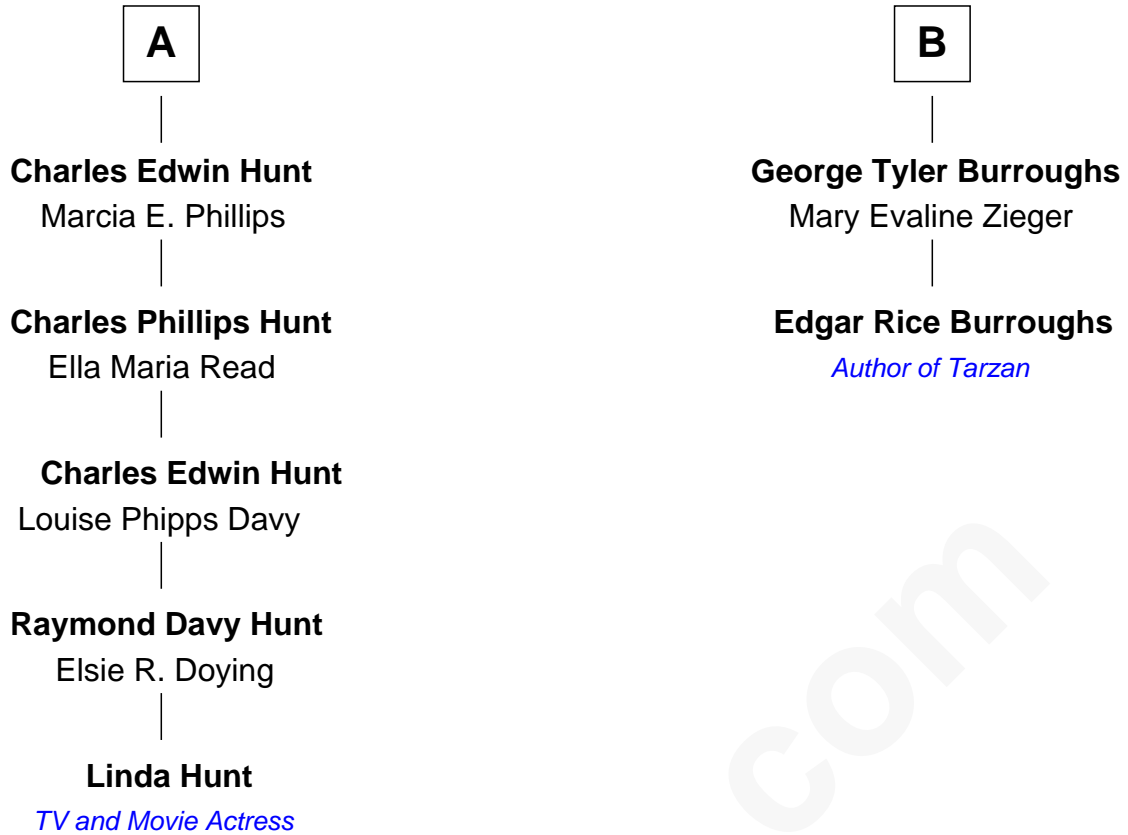 A
Charles Edwin Hunt
Marcia E. Phillips
Charles Phillips Hunt
Ella Maria Read
Charles Edwin Hunt
Louise Phipps Davy
Raymond Davy Hunt
Elsie R. Doying
Linda Hunt
TV and Movie Actress
B
George Tyler Burroughs
Mary Evaline Zieger
Edgar Rice Burroughs
Author of Tarzan
com